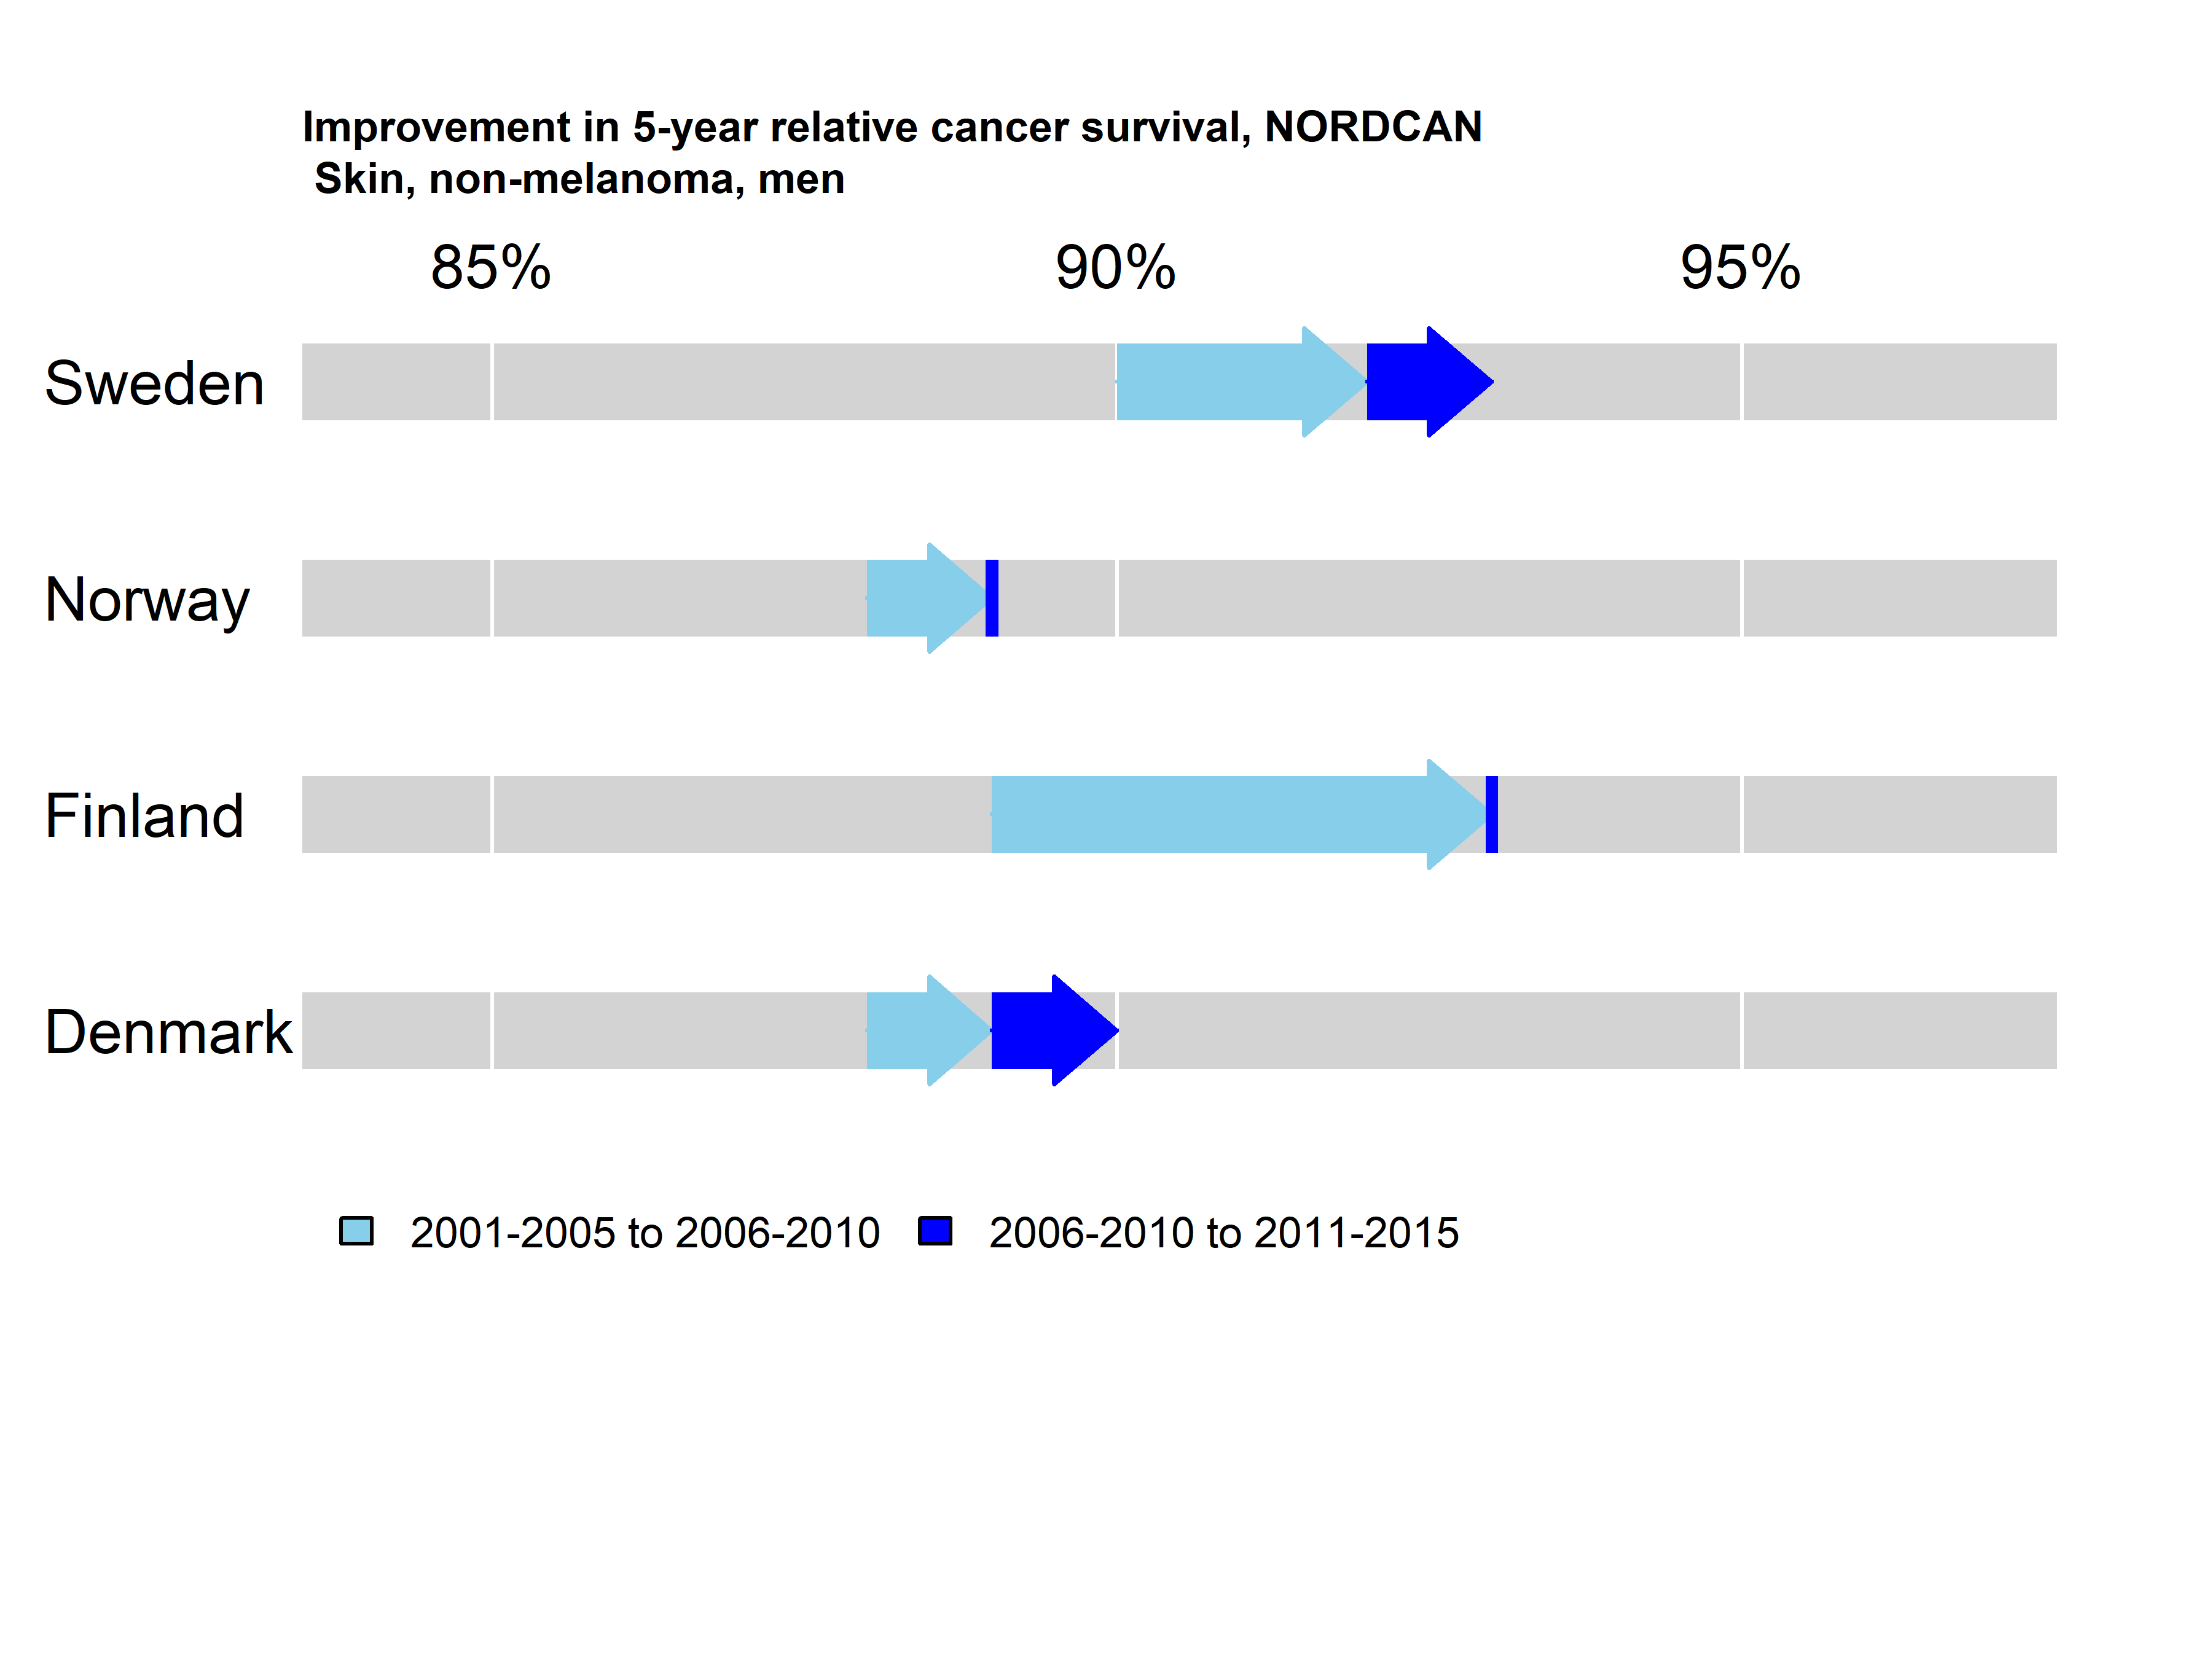 Improvement in 5-year relative cancer survival, NORDCAN
Skin, non-melanoma, men
85% 90% 95%
Sweden
Norway
Finland
Denmark
2001-2005 to 2006-2010 2006-2010 to 2011-2015